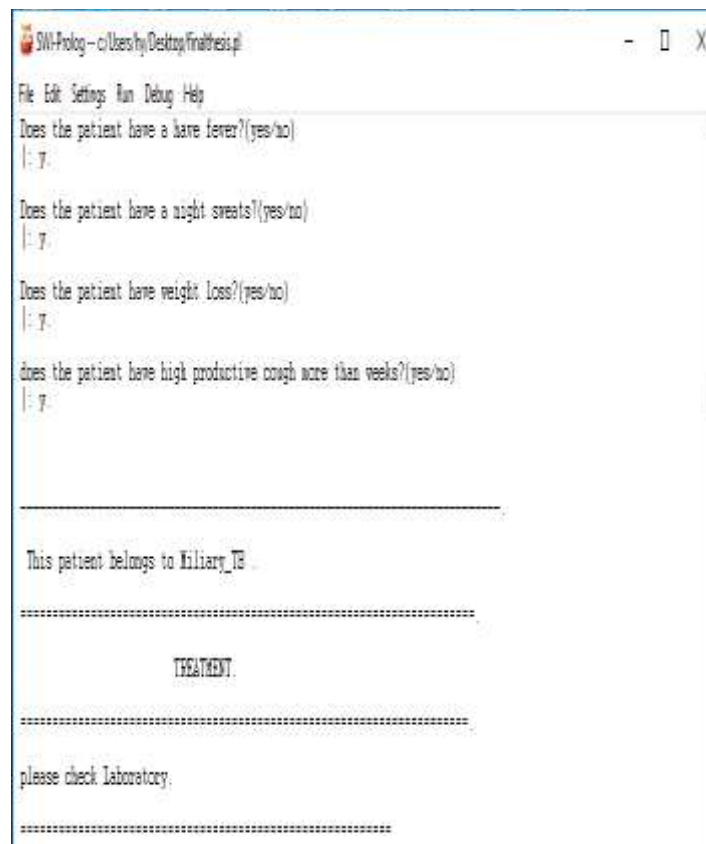 SWI-Prolog -- c:/Users/hy/Desktop/finalthesis.pl
File Edit Settings Run Debug Help
Does the patient have a have fever?(yes/no)
|: y.
Does the patient have a night sweats?(yes/no)
|: y.
Does the patient have weight loss?(yes/no)
|: y.
does the patient have high productive cough more than weeks?(yes/no)
|: y.
--------------------------------------------------------------------------.
This patient belongs to Miliary_TB .
======================================================================.
TREATMENT.
=====================================================================.
please check Laboratory.
=========================================================